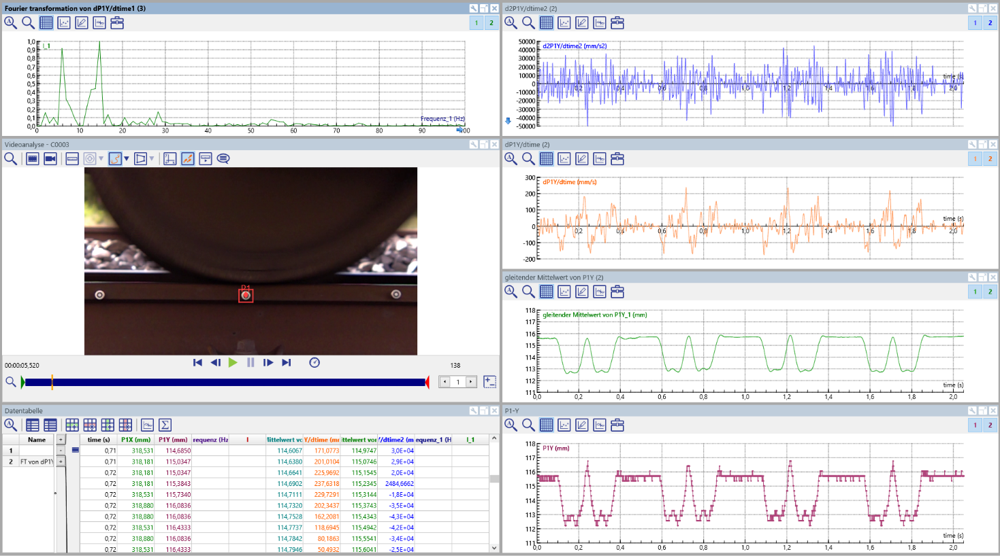 Fourier transformation von dP1Y/dtime1 (3)
1 2
1,0
0,9
0,8
0,7
0,6
0,5
0,4
0,3
0,2
0,1
0,0
I_1
Frequenz_1 (Hz)
0 10 20 30 40 50 60 70 80 90 100
Videoanalyse - C0003
P1
00:00:05,520
138
1
Datentabelle
Name
+ time (s) P1X (mm) P1Y (mm) requenz (Hz I Mittelwert vo Y/dtime (m ttelwert von Y/dtime2 (m equenz_1 (H I_1
1 - 0,71 318,531 114,6850 114,6067 171,0773 114,9747 3,0E+04
2 FT von dP1Y + 0,71 318,181 115,0347 114,6380 201,0104 115,0746 2,9E+04
0,72 318,181 115,0347 114,6641 225,9692 115,1545 2,0E+04
0,72 318,181 115,3843 114,6902 237,6318 115,2345 2484,6662
0,72 318,531 115,7340 114,7111 229,7291 115,3144 -1,8E+04
0,72 318,880 116,0836 114,7320 202,3437 115,3743 -3,5E+04
0,72 318,880 116,0836 114,7528 162,2081 115,4343 -4,3E+04
0,72 318,531 116,4333 114,7737 118,6945 115,4942 -4,2E+04
0,72 318,880 116,0836 114,7842 80,1863 115,5541 -3,4E+04
0,72 318,531 116,4333 114,7946 50,4932 115,6041 -2,5E+04
d2P1Y/dtime2 (2)
1 2
50000
40000
30000
20000
10000
0
-10000
-20000
-30000
-40000
-50000
d2P1Y/dtime2 (mm/s2)
time (s)
0,2 0,4 0,6 0,8 1,0 1,2 1,4 1,6 1,8 2,0
dP1Y/dtime (2)
1 2
300
200
100
0
-100
-200
dP1Y/dtime (mm/s)
time (s)
0,2 0,4 0,6 0,8 1,0 1,2 1,4 1,6 1,8 2,0
gleitender Mittelwert von P1Y (2)
1 2
118
117
116
115
114
113
112
111
gleitender Mittelwert von P1Y_1 (mm)
time (s)
0,0 0,2 0,4 0,6 0,8 1,0 1,2 1,4 1,6 1,8 2,0
P1-Y
1 2
118
117
116
115
114
113
112
111
P1Y (mm)
time (s)
0,0 0,2 0,4 0,6 0,8 1,0 1,2 1,4 1,6 1,8 2,0